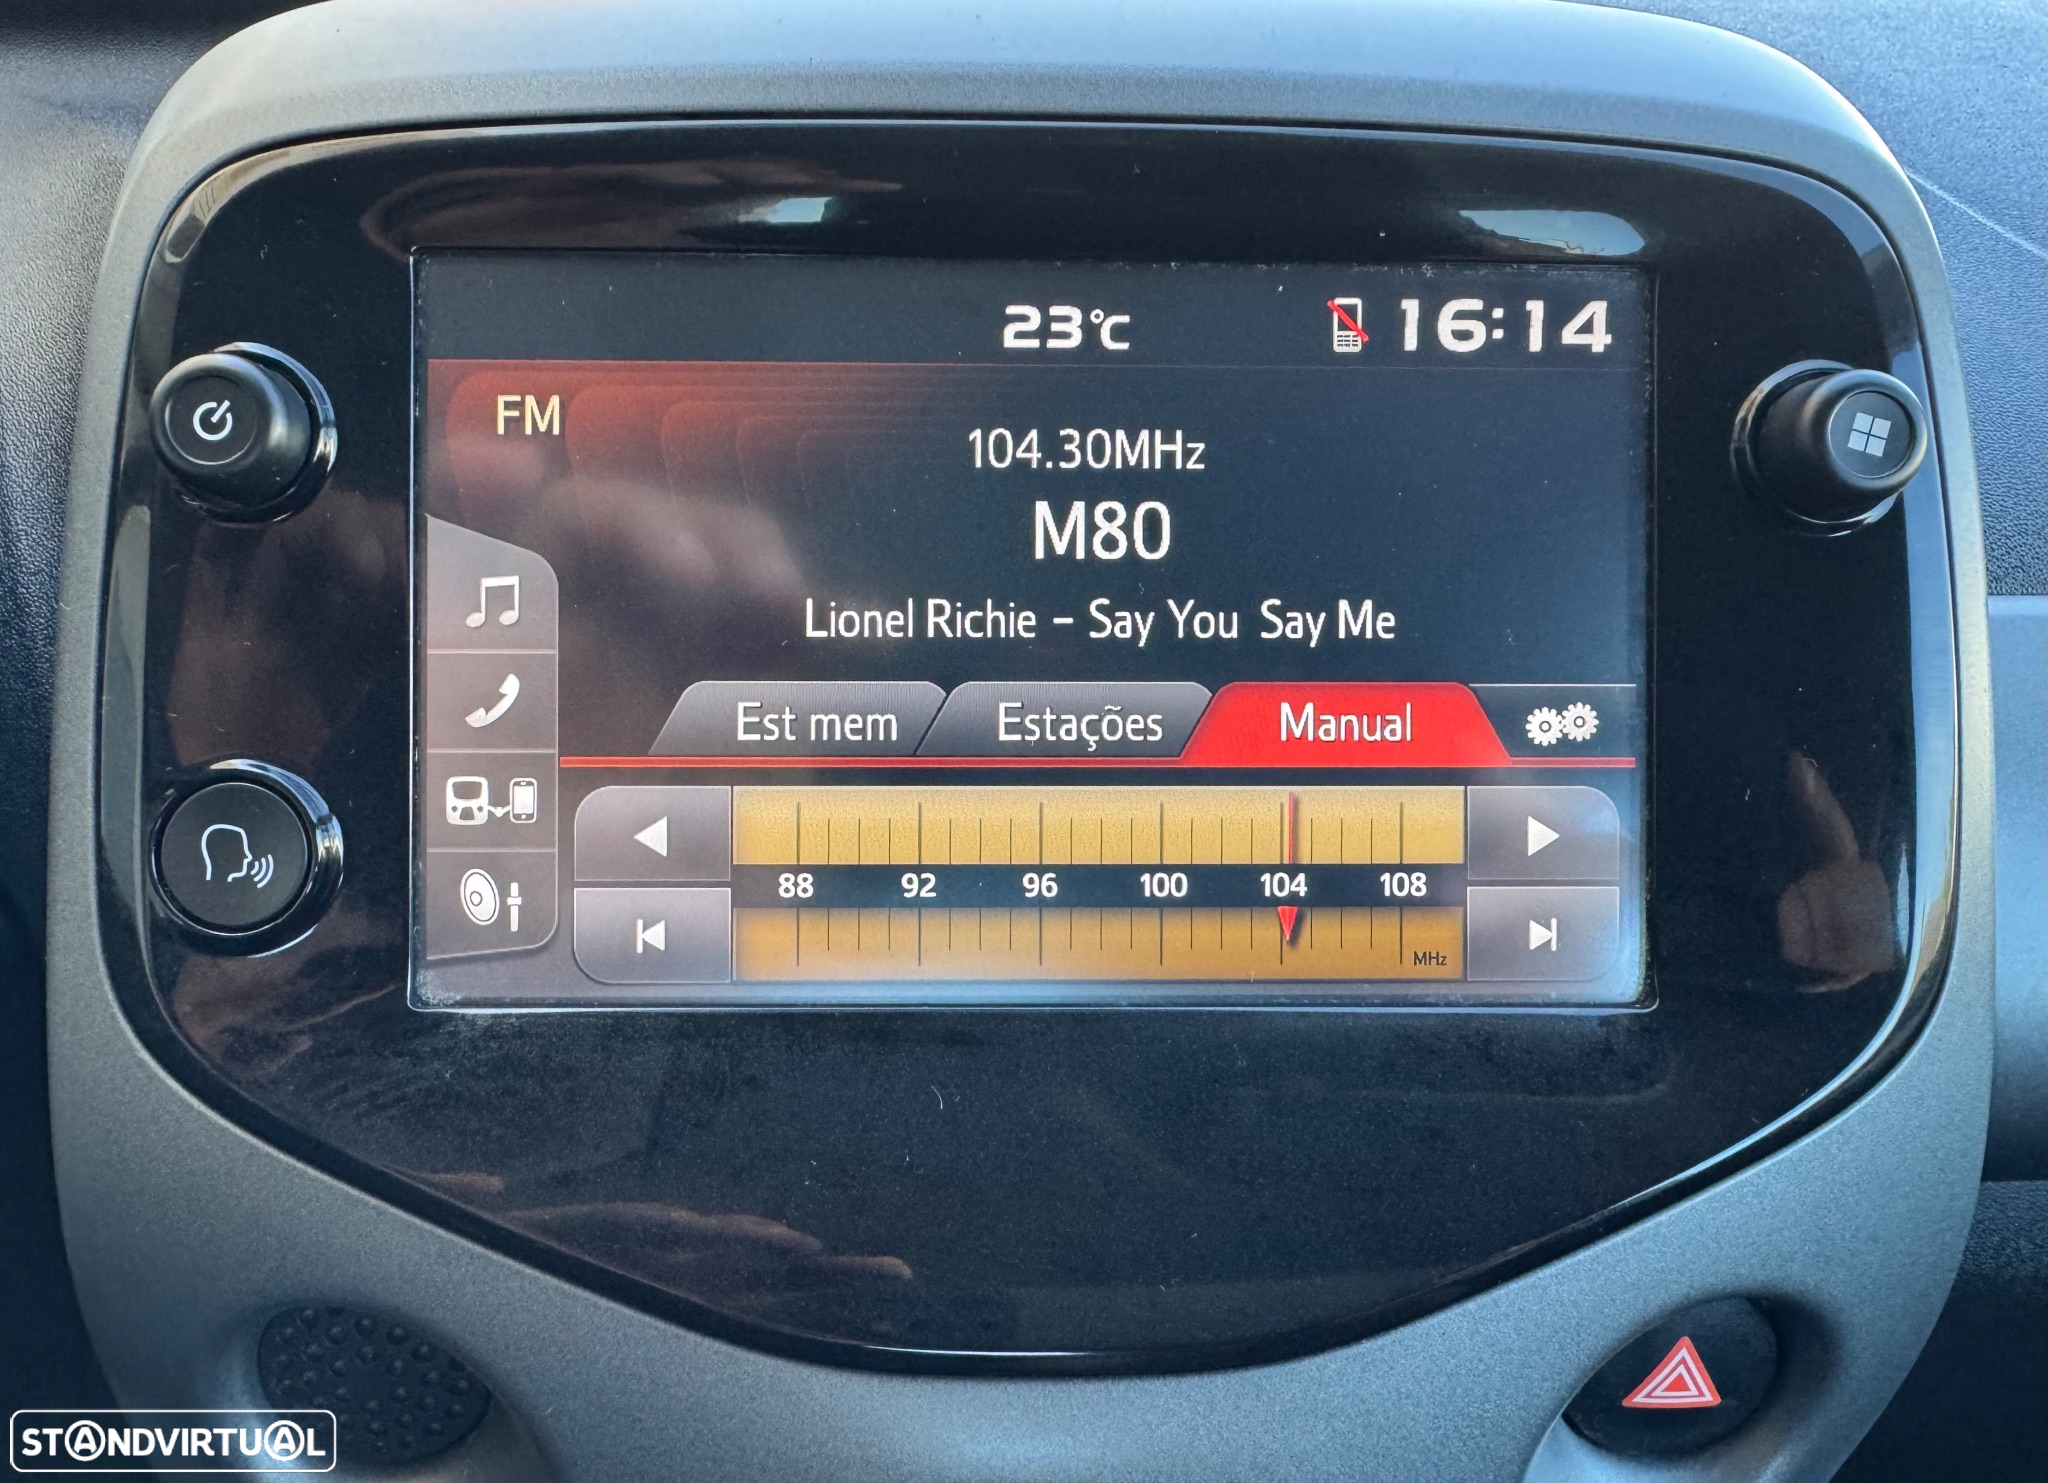 23°C
16:14
FM
104.30MHz
M80
Lionel Richie - Say You  Say Me
Est mem
Estações
Manual
88 92 96 100 104 108
MHz
STANDVIRTUAL